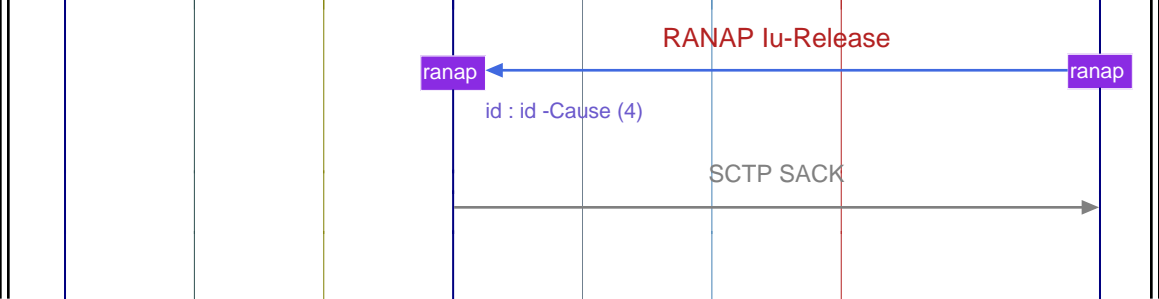 RANAP Iu-Release
ranap
ranap
id : id -Cause (4)
SCTP SACK